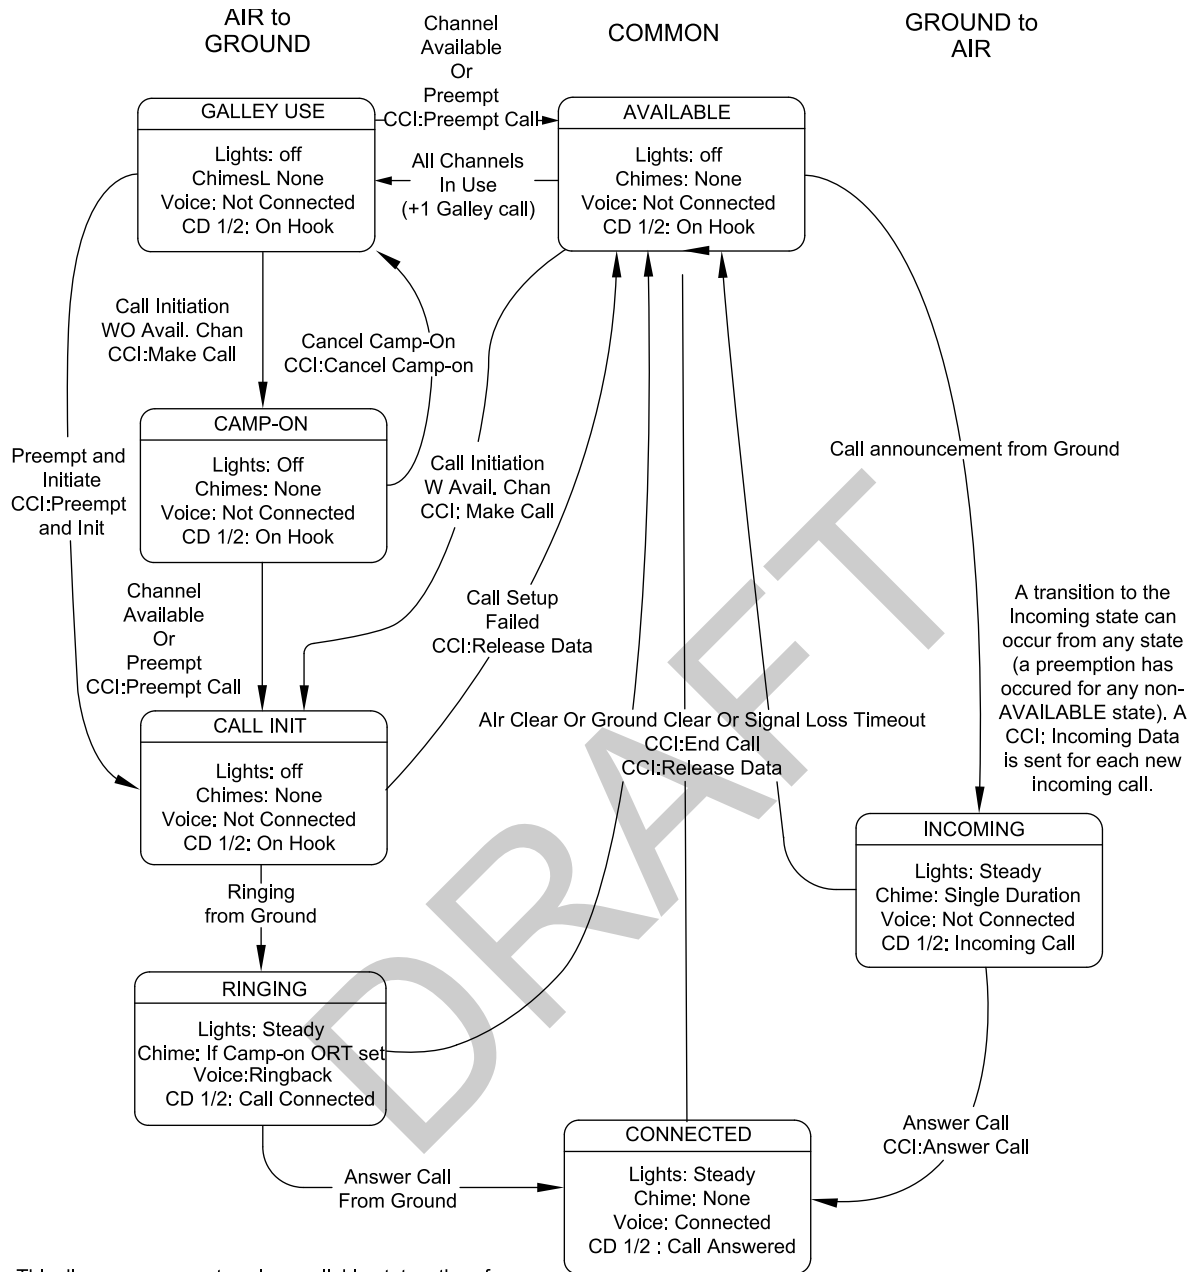 AIR to
GROUND
Channel
Available
Or
Preempt
CCI:Preempt Call
COMMON
GROUND to
AIR
GALLEY USE
Lights: off
ChimesL None
Voice: Not Connected
CD 1/2: On Hook
All Channels
In Use
(+1 Galley call)
AVAILABLE
Lights: off
Chimes: None
Voice: Not Connected
CD 1/2: On Hook
Call Initiation
WO Avail. Chan
CCI:Make Call
Cancel Camp-On
CCI:Cancel Camp-on
CAMP-ON
Lights: Off
Chimes: None
Voice: Not Connected
CD 1/2: On Hook
Preempt and
Initiate
CCI:Preempt
and Init
Call Initiation
W Avail. Chan
CCI: Make Call
Call announcement from Ground
Channel
Available
Or
Preempt
CCI:Preempt Call
Call Setup
Failed
CCI:Release Data
A transition to the
Incoming state can
occur from any state
(a preemption has
occured for any non-
AVAILABLE state). A
CCI: Incoming Data
is sent for each new
incoming call.
CALL INIT
Lights: off
Chimes: None
Voice: Not Connected
CD 1/2: On Hook
AIr Clear Or Ground Clear Or Signal Loss Timeout
CCI:End Call
CCI:Release Data
INCOMING
Lights: Steady
Chime: Single Duration
Voice: Not Connected
CD 1/2: Incoming Call
Ringing
from Ground
RINGING
Lights: Steady
Chime: If Camp-on ORT set
Voice:Ringback
CD 1/2: Call Connected
Answer Call
From Ground
CONNECTED
Lights: Steady
Chime: None
Voice: Connected
CD 1/2 : Call Answered
Answer Call
CCI:Answer Call
DRAFT